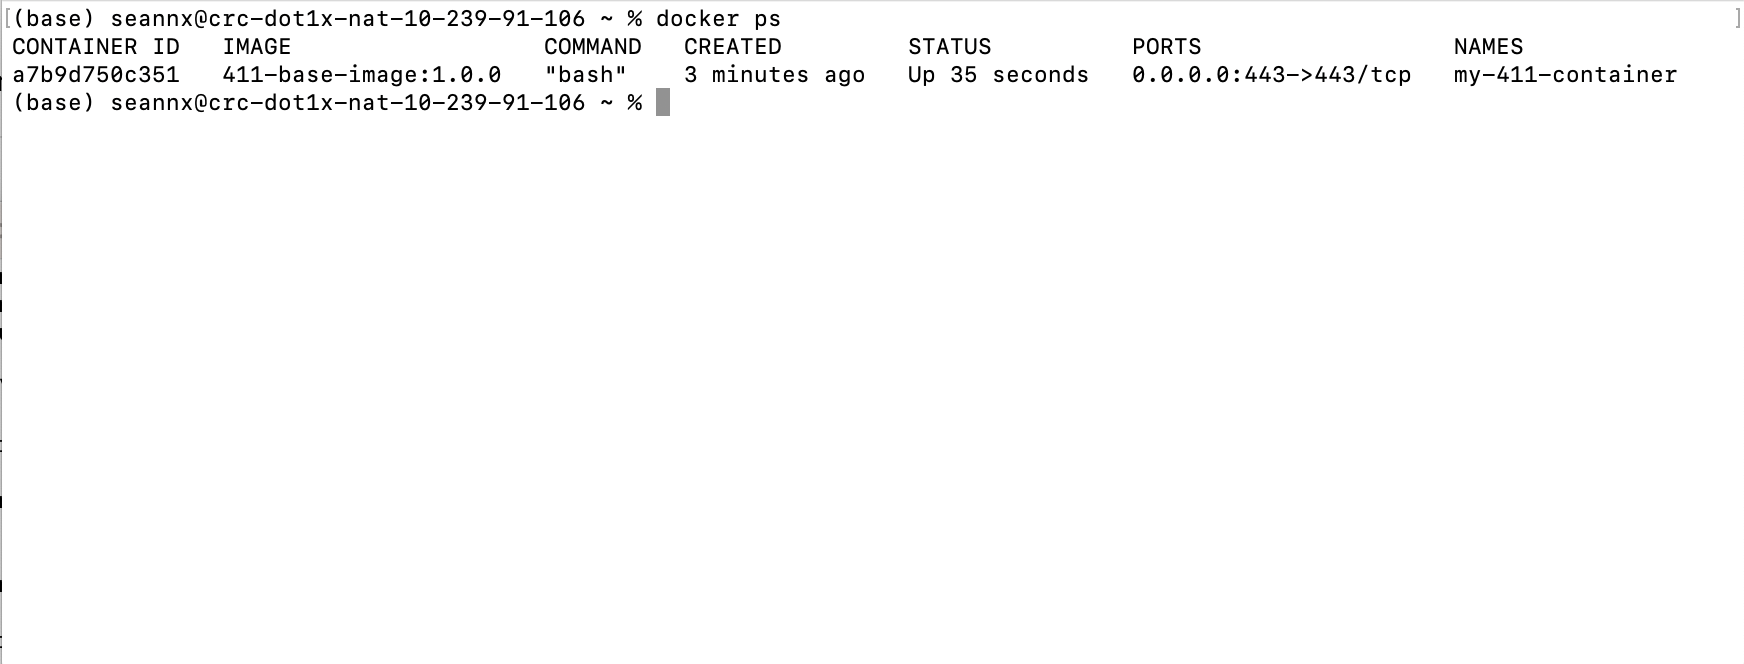 [(base) seannx@crc-dot1x-nat-10-239-91-106 ~ % docker ps ]
CONTAINER ID   IMAGE                  COMMAND   CREATED         STATUS          PORTS                  NAMES
a7b9d750c351   411-base-image:1.0.0   "bash"    3 minutes ago   Up 35 seconds   0.0.0.0:443->443/tcp   my-411-container
(base) seannx@crc-dot1x-nat-10-239-91-106 ~ %